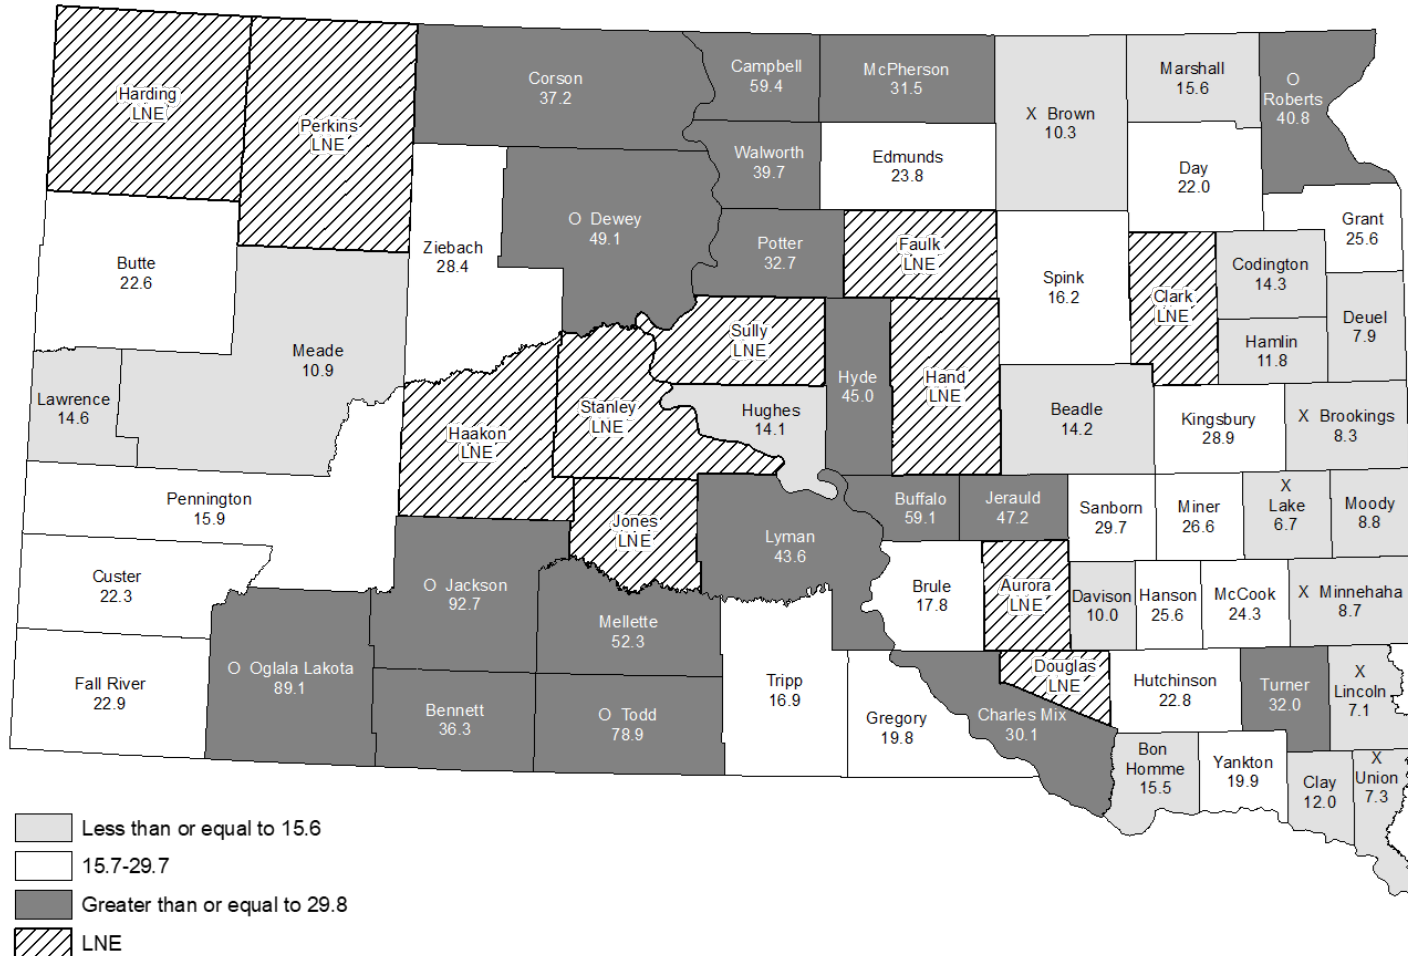 Harding
LNE
Perkins
LNE
Corson
37.2
Campbell
59.4
McPherson
31.5
X Brown
10.3
Marshall
15.6
O
Roberts
40.8
Walworth
39.7
Edmunds
23.8
Day
22.0
Grant
25.6
Butte
22.6
Ziebach
28.4
O Dewey
49.1
Potter
32.7
Faulk
LNE
Spink
16.2
Clark
LNE
Codington
14.3
Deuel
7.9
Hamlin
11.8
Meade
10.9
Sully
LNE
Hyde
45.0
Hand
LNE
Lawrence
14.6
Haakon
LNE
Stanley
LNE
Hughes
14.1
Beadle
14.2
Kingsbury
28.9
X Brookings
8.3
Pennington
15.9
Jones
LNE
Lyman
43.6
Buffalo
59.1
Jerauld
47.2
Sanborn
29.7
Miner
26.6
X
Lake
6.7
Moody
8.8
Custer
22.3
O Jackson
92.7
Mellette
52.3
Brule
17.8
Aurora
LNE
Davison
10.0
Hanson
25.6
McCook
24.3
X Minnehaha
8.7
Fall River
22.9
O Oglala Lakota
89.1
Bennett
36.3
O Todd
78.9
Tripp
16.9
Gregory
19.8
Charles Mix
30.1
Douglas
LNE
Hutchinson
22.8
Turner
32.0
X
Lincoln
7.1
Bon
Homme
15.5
Yankton
19.9
Clay
12.0
X
Union
7.3
Less than or equal to 15.6
15.7-29.7
Greater than or equal to 29.8
LNE